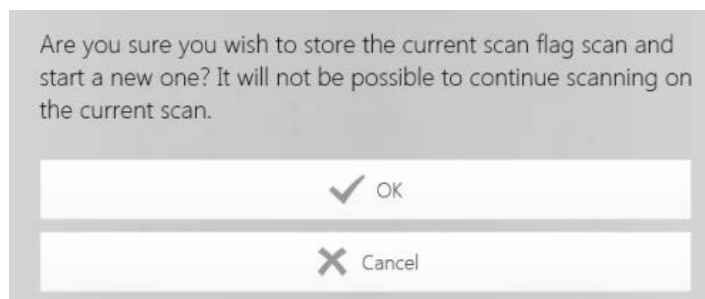 Are you sure you wish to store the current scan flag scan and
start a new one? It will not be possible to continue scanning on
the current scan.
OK
Cancel